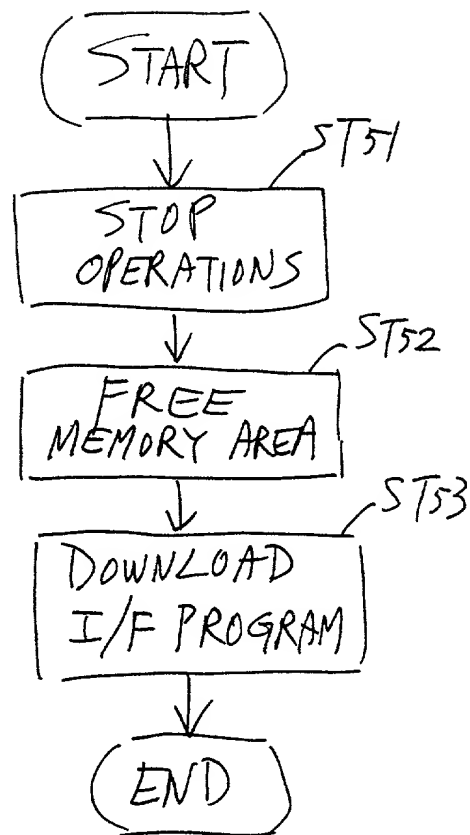 START
ST51
STOP
OPERATIONS
ST52
FREE
MEMORY AREA
ST53
DOWNLOAD
I/F PROGRAM
END